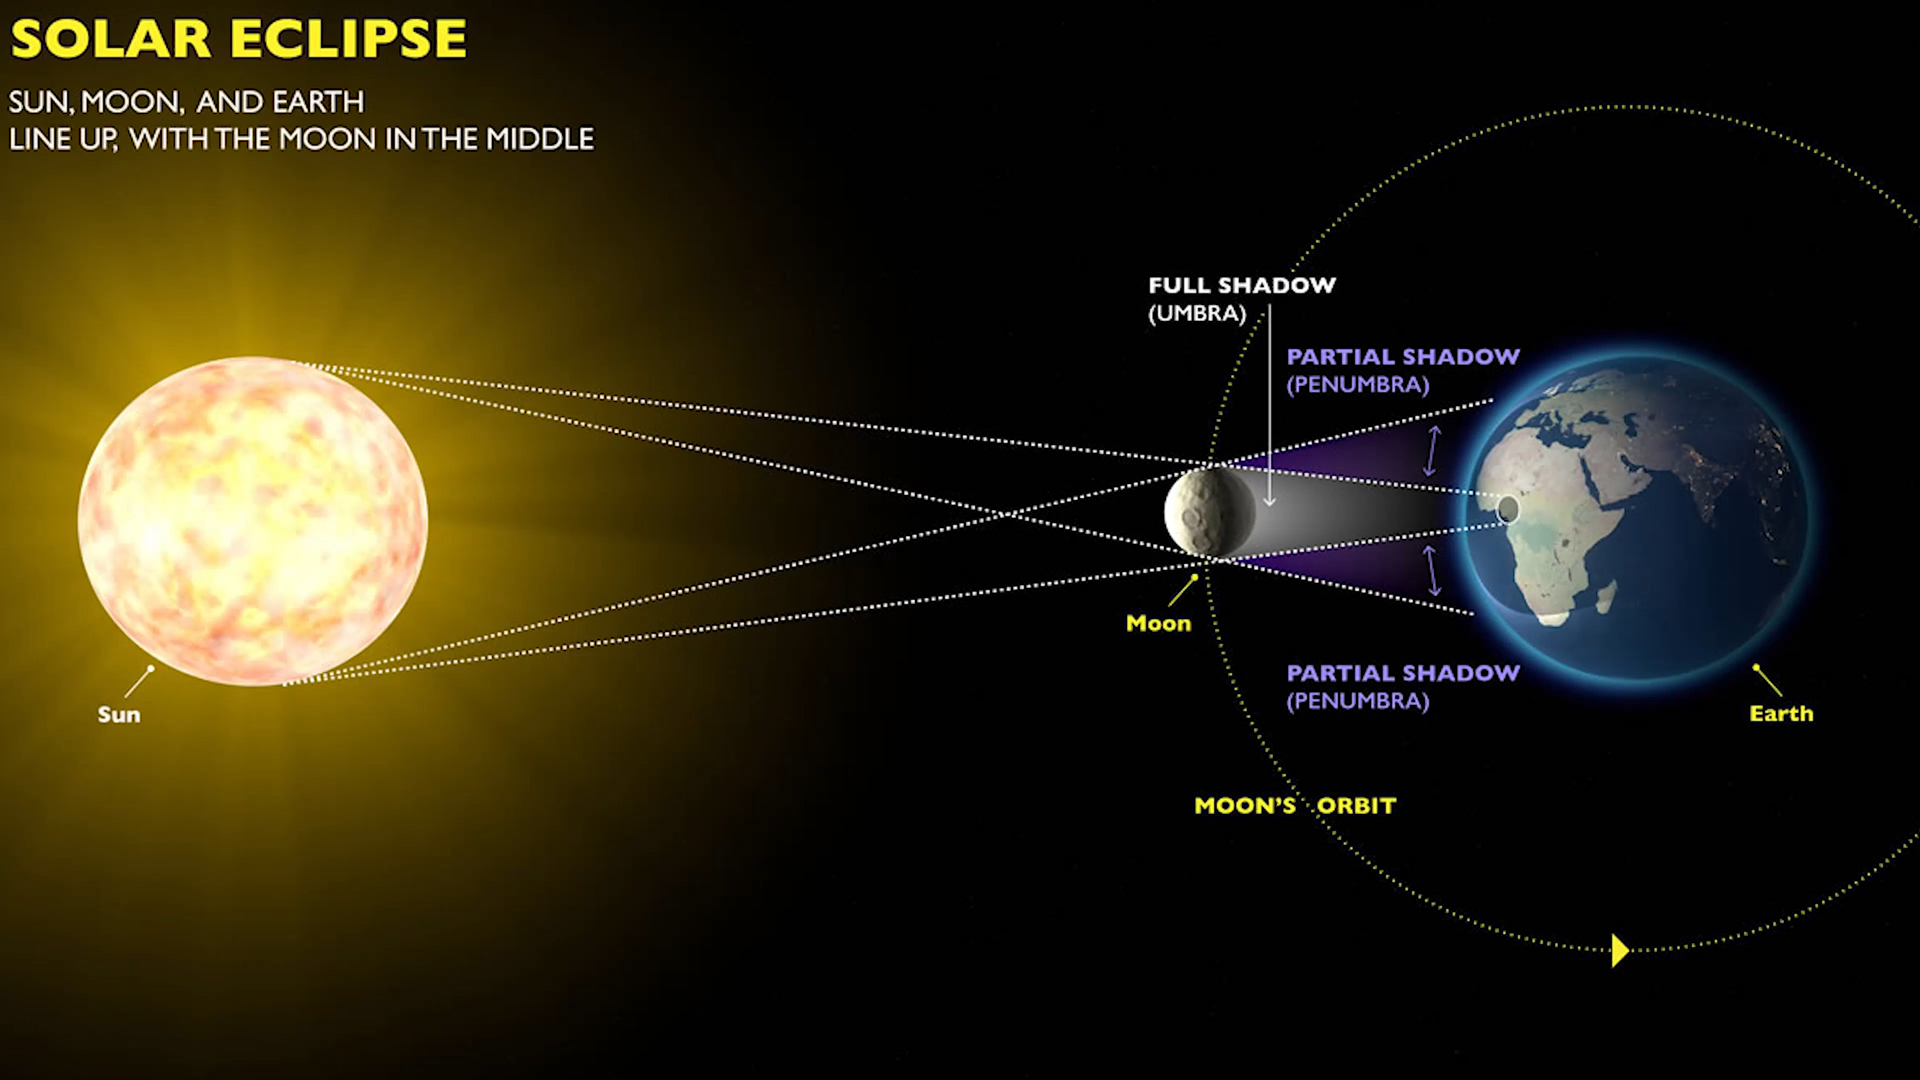 SOLAR ECLIPSE
SUN, MOON, AND EARTH
LINE UP, WITH THE MOON IN THE MIDDLE
FULL SHADOW
(UMBRA)
PARTIAL SHADOW
(PENUMBRA)
Moon
PARTIAL SHADOW
(PENUMBRA)
Sun
Earth
MOON'S ORBIT